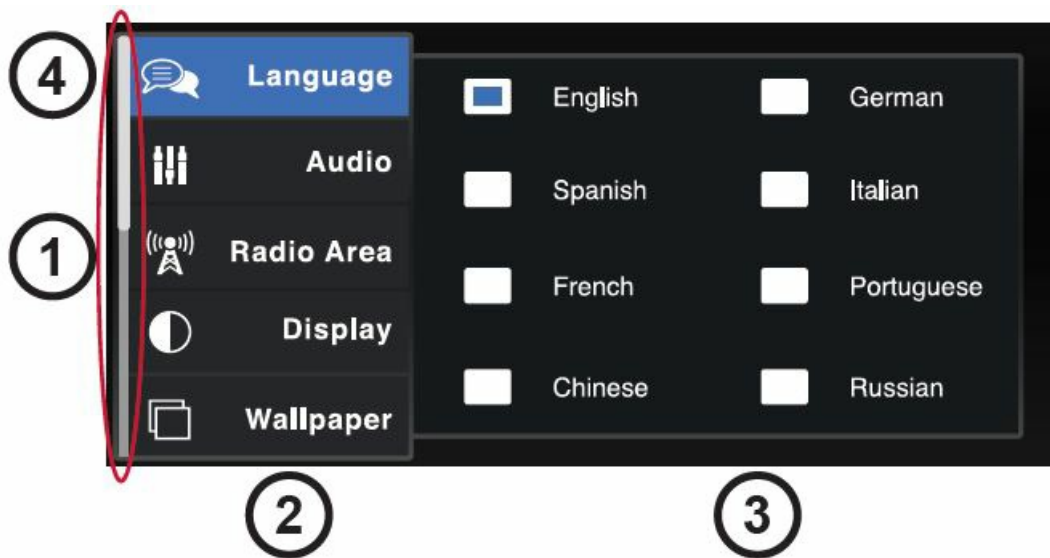 4
1
Language
Audio
Radio Area
Display
Wallpaper
English
German
Spanish
Italian
French
Portuguese
Chinese
Russian
2
3